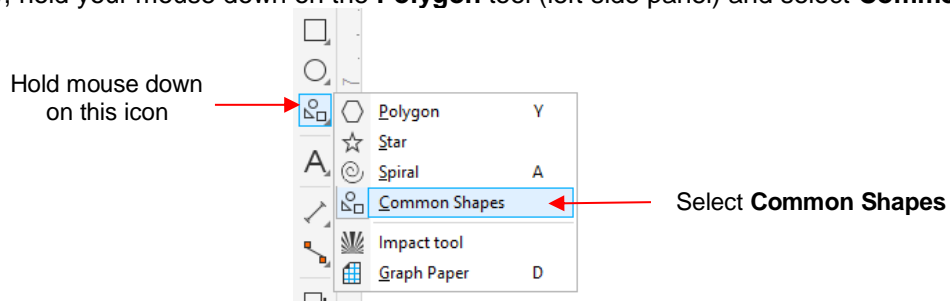 , hold your mouse down on the Polygon tool (left side panel) and select Commo
Hold mouse down
on this icon
Polygon Y
Star
Spiral A
Common Shapes
Select Common Shapes
Impact tool
Graph Paper D